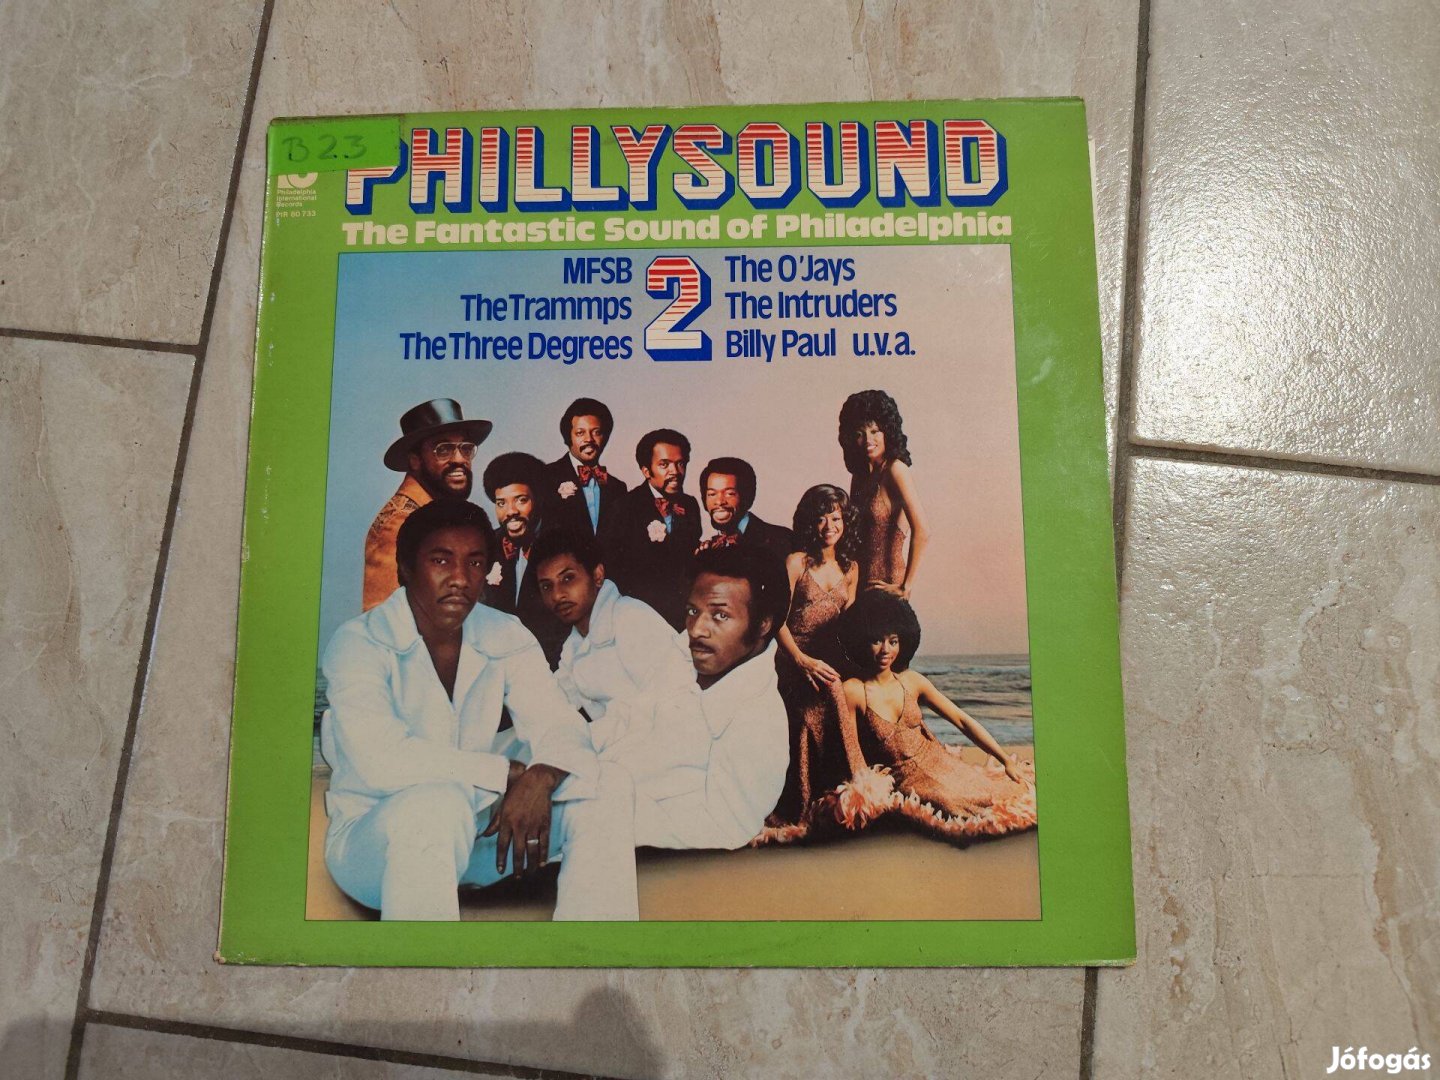 B23
PHILLYSOUND
Philadelphia
International
Records
PIR 80 733
The Fantastic Sound of Philadelphia
MFSB
The Trammps
The Three Degrees
2
The O'Jays
The Intruders
Billy Paul u.v.a.
Jófogás